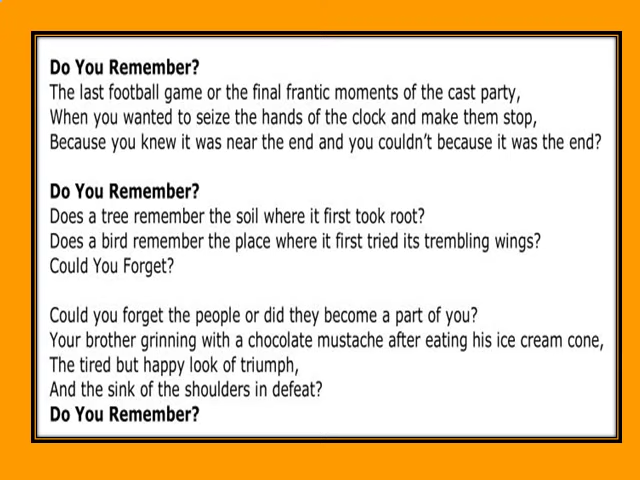 Do You Remember?
The last football game or the final frantic moments of the cast party,
When you wanted to seize the hands of the clock and make them stop,
Because you knew it was near the end and you couldn't because it was the end?
Do You Remember?
Does a tree remember the soil where it first took root?
Does a bird remember the place where it first tried its trembling wings?
Could You Forget?
Could you forget the people or did they become a part of you?
Your brother grinning with a chocolate mustache after eating his ice cream cone,
The tired but happy look of triumph,
And the sink of the shoulders in defeat?
Do You Remember?